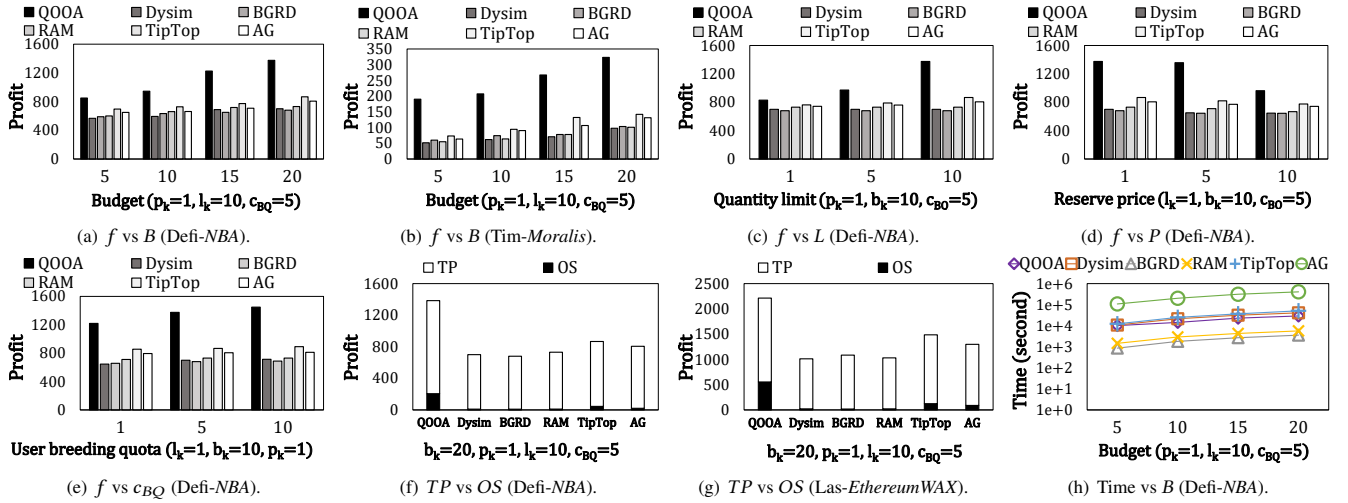 QOOA Dysim BGRD
RAM TipTop AG
Profit
1600
1200
800
400
0
5 10 15 20
Budget (pk=1, lk=10, cBQ=5)
(a) f vs B (Defi-NBA).
QOOA Dysim BGRD
RAM TipTop AG
Profit
350
300
250
200
150
100
50
0
5 10 15 20
Budget (pk=1, lk=10, cBQ=5)
(b) f vs B (Tim-Moralis).
QOOA Dysim BGRD
RAM TipTop AG
Profit
1600
1200
800
400
0
1 5 10
Quantity limit (pk=1, bk=10, cBQ=5)
(c) f vs L (Defi-NBA).
QOOA Dysim BGRD
RAM TipTop AG
Profit
1600
1200
800
400
0
1 5 10
Reserve price (lk=1, bk=10, cBQ=5)
(d) f vs P (Defi-NBA).
QOOA Dysim BGRD
RAM TipTop AG
Profit
1600
1200
800
400
0
1 5 10
User breeding quota (lk=1, bk=10, pk=1)
(e) f vs cBQ (Defi-NBA).
TP OS
Profit
1600
1200
800
400
0
QOOA Dysim BGRD RAM TipTop AG
bk=20, pk=1, lk=10, cBQ=5
(f) TP vs OS (Defi-NBA).
TP OS
Profit
2500
2000
1500
1000
500
0
QOOA Dysim BGRD RAM TipTop AG
bk=20, pk=1, lk=10, cBQ=5
(g) TP vs OS (Las-EthereumWAX).
QOOA Dysim BGRD RAM TipTop AG
Time (second)
1e+6
1e+5
1e+4
1e+3
1e+2
1e+1
1e+0
5 10 15 20
Budget (pk=1, lk=10, cBQ=5)
(h) Time vs B (Defi-NBA).